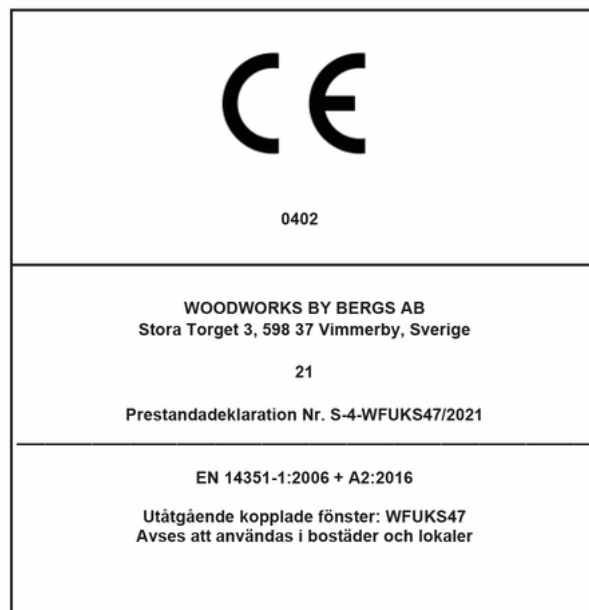 CE
0402
WOODWORKS BY BERGS AB
Stora Torget 3, 598 37 Vimmerby, Sverige
21
Prestandadeklaration Nr. S-4-WFUKS47/2021
EN 14351-1:2006 + A2:2016
Utåtgående kopplade fönster: WFUKS47
Avses att användas i bostäder och lokaler